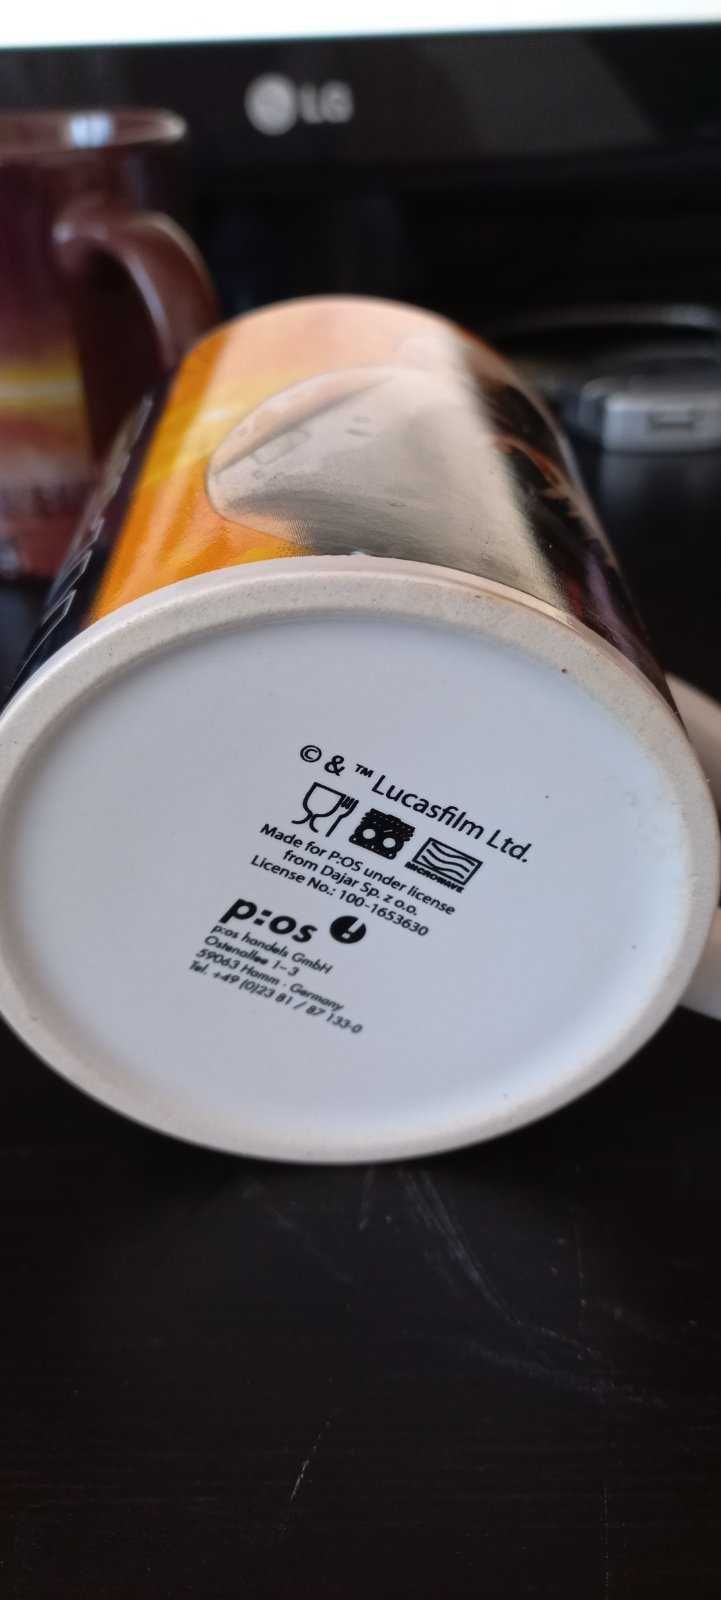 LG
© & ™ Lucasfilm Ltd.
MICROWAVE
Made for P:OS under license
from Dajar Sp. z o.o.
License No.: 100-1653630
p:os
p:os handels GmbH
Ostenallee 1-3
59063 Hamm · Germany
Tel. +49 (0)23 81 / 87 133-0